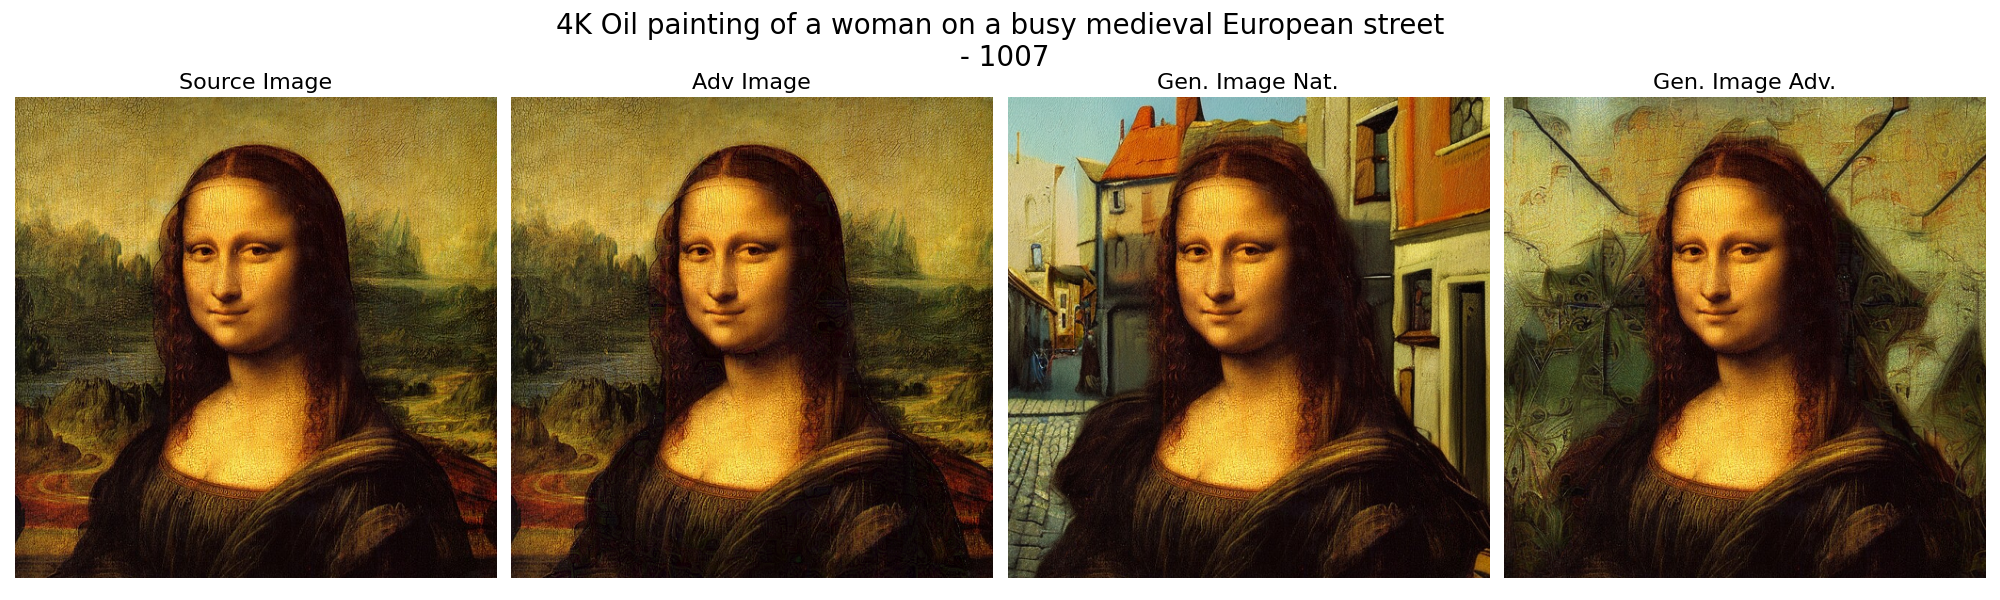 4K Oil painting of a woman on a busy medieval European street
- 1007
Source Image
Adv Image
Gen. Image Nat.
Gen. Image Adv.